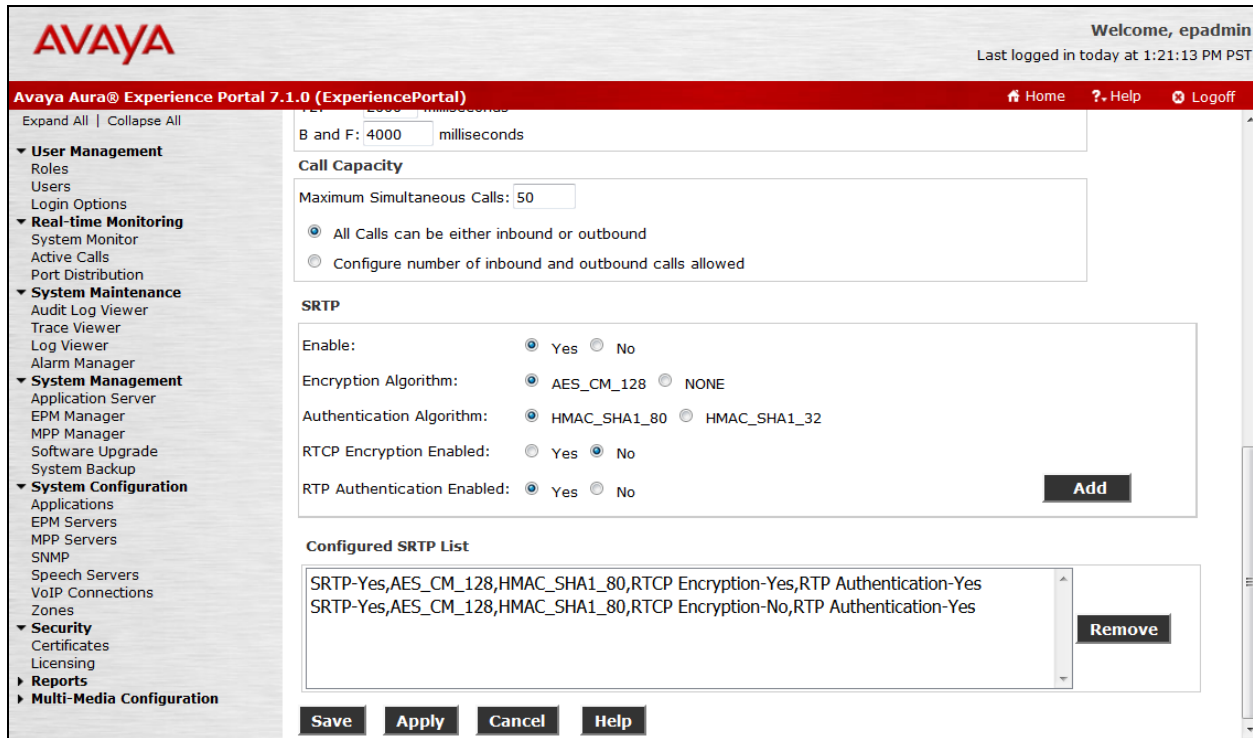 AVAYA
Welcome, epadmin
Last logged in today at 1:21:13 PM PST
Avaya Aura® Experience Portal 7.1.0 (ExperiencePortal)
Home
?
Help
Logoff
Expand All | Collapse All
User Management
Roles
Users
Login Options
Real-time Monitoring
System Monitor
Active Calls
Port Distribution
System Maintenance
Audit Log Viewer
Trace Viewer
Log Viewer
Alarm Manager
System Management
Application Server
EPM Manager
MPP Manager
Software Upgrade
System Backup
System Configuration
Applications
EPM Servers
MPP Servers
SNMP
Speech Servers
VoIP Connections
Zones
Security
Certificates
Licensing
Reports
Multi-Media Configuration
B and F: 4000 milliseconds
Call Capacity
Maximum Simultaneous Calls: 50
All Calls can be either inbound or outbound
Configure number of inbound and outbound calls allowed
SRTP
Enable: Yes No
Encryption Algorithm: AES_CM_128 NONE
Authentication Algorithm: HMAC_SHA1_80 HMAC_SHA1_32
RTCP Encryption Enabled: Yes No
RTP Authentication Enabled: Yes No
Add
Configured SRTP List
SRTP-Yes,AES_CM_128,HMAC_SHA1_80,RTCP Encryption-Yes,RTP Authentication-Yes
SRTP-Yes,AES_CM_128,HMAC_SHA1_80,RTCP Encryption-No,RTP Authentication-Yes
Remove
Save Apply Cancel Help